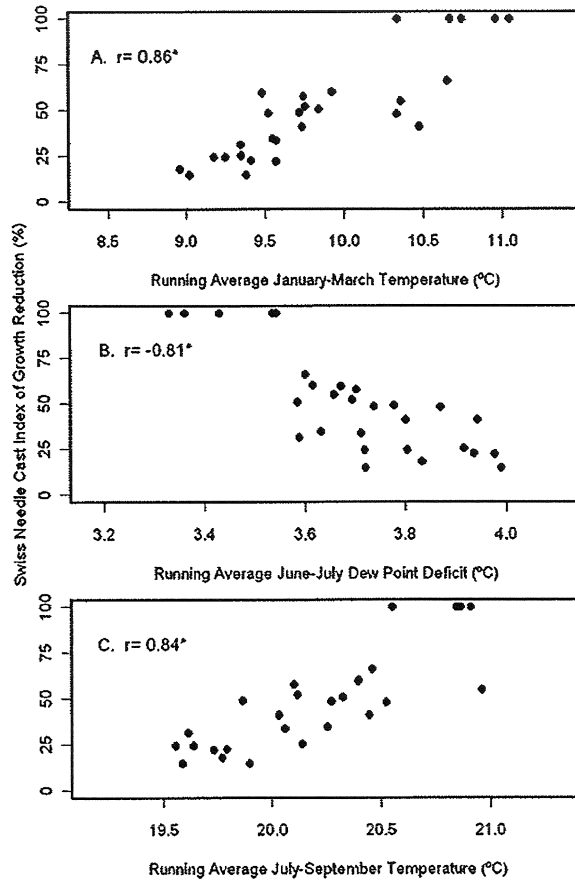 Swiss Needle Cast Index of Growth Reduction (%)
100
75
50
25
0
A. r= 0.86*
8.5 9.0 9.5 10.0 10.5 11.0
Running Average January-March Temperature (ºC)
100
75
50
25
0
B. r= -0.81*
3.2 3.4 3.6 3.8 4.0
Running Average June-July Dew Point Deficit (ºC)
100
75
50
25
0
C. r= 0.84*
19.5 20.0 20.5 21.0
Running Average July-September Temperature (ºC)